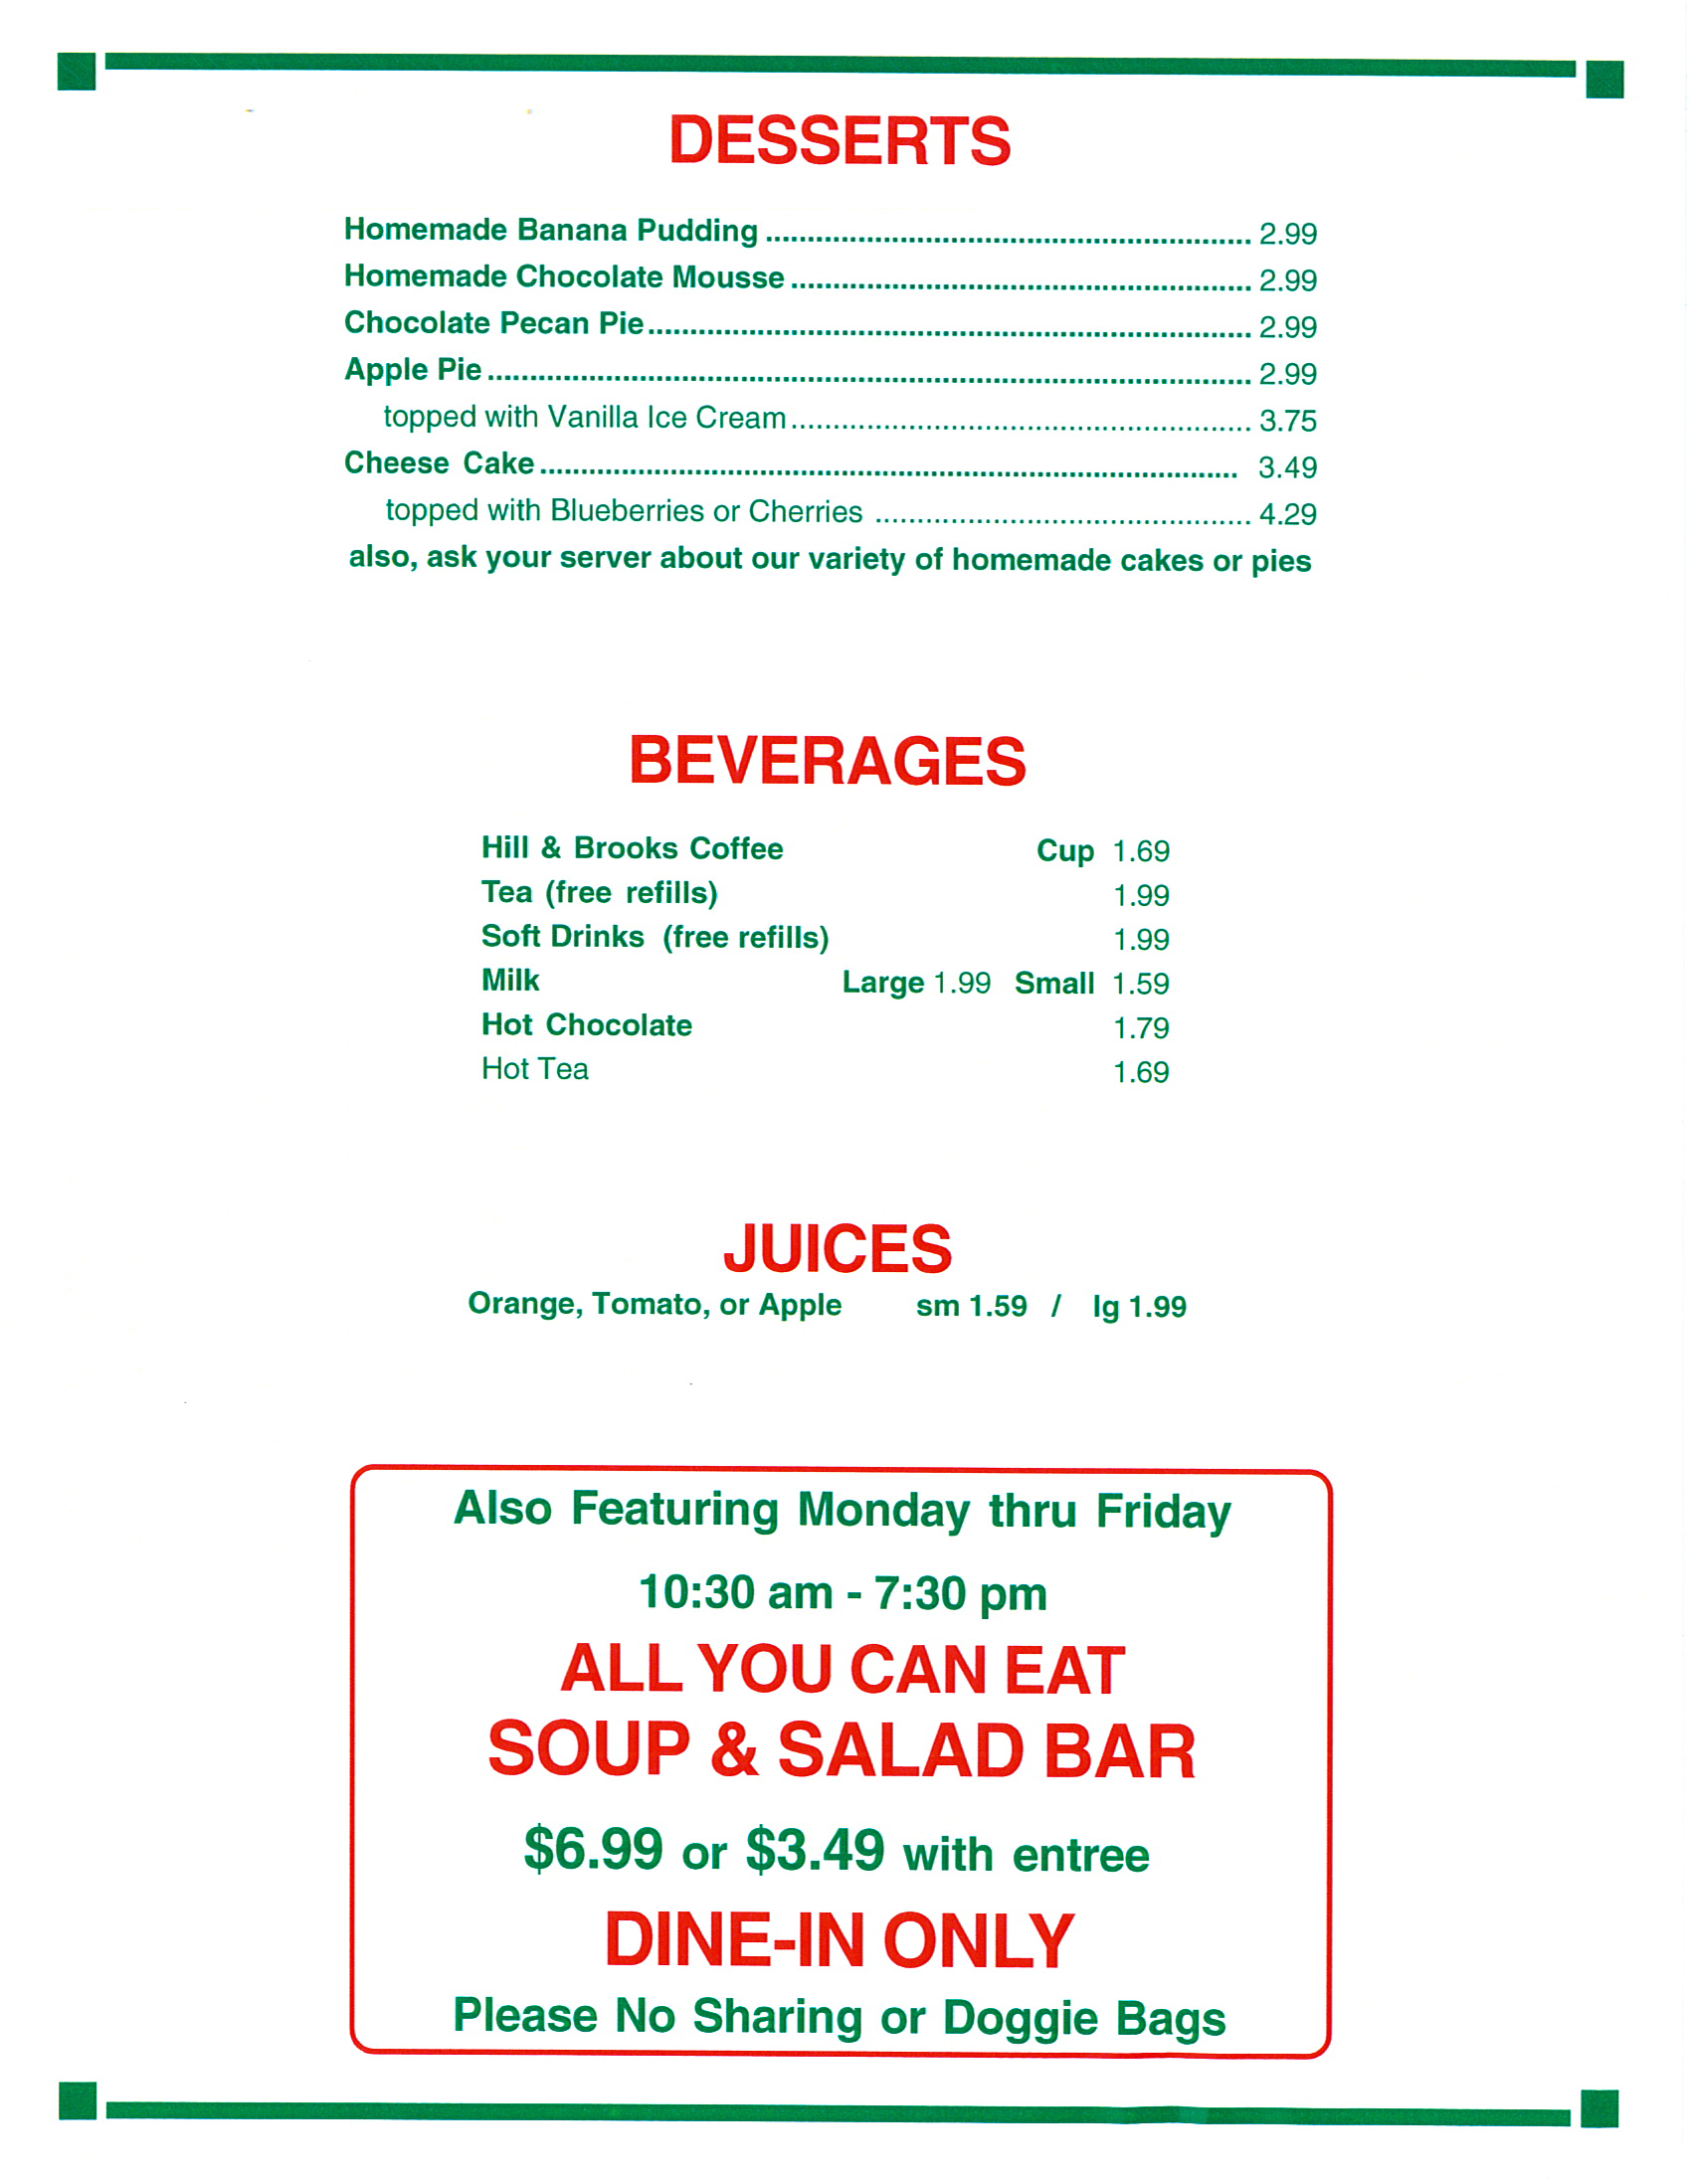 DESSERTS
Homemade Banana Pudding ........................................................ 2.99
Homemade Chocolate Mousse ..................................................... 2.99
Chocolate Pecan Pie ...................................................................... 2.99
Apple Pie ......................................................................................... 2.99
topped with Vanilla Ice Cream ...................................................... 3.75
Cheese Cake ................................................................................. 3.49
topped with Blueberries or Cherries ............................................ 4.29
also, ask your server about our variety of homemade cakes or pies
BEVERAGES
Hill & Brooks Coffee Cup 1.69
Tea (free refills) 1.99
Soft Drinks (free refills) 1.99
Milk Large 1.99 Small 1.59
Hot Chocolate 1.79
Hot Tea 1.69
JUICES
Orange, Tomato, or Apple sm 1.59 / lg 1.99
Also Featuring Monday thru Friday
10:30 am - 7:30 pm
ALL YOU CAN EAT
SOUP & SALAD BAR
$6.99 or $3.49 with entree
DINE-IN ONLY
Please No Sharing or Doggie Bags